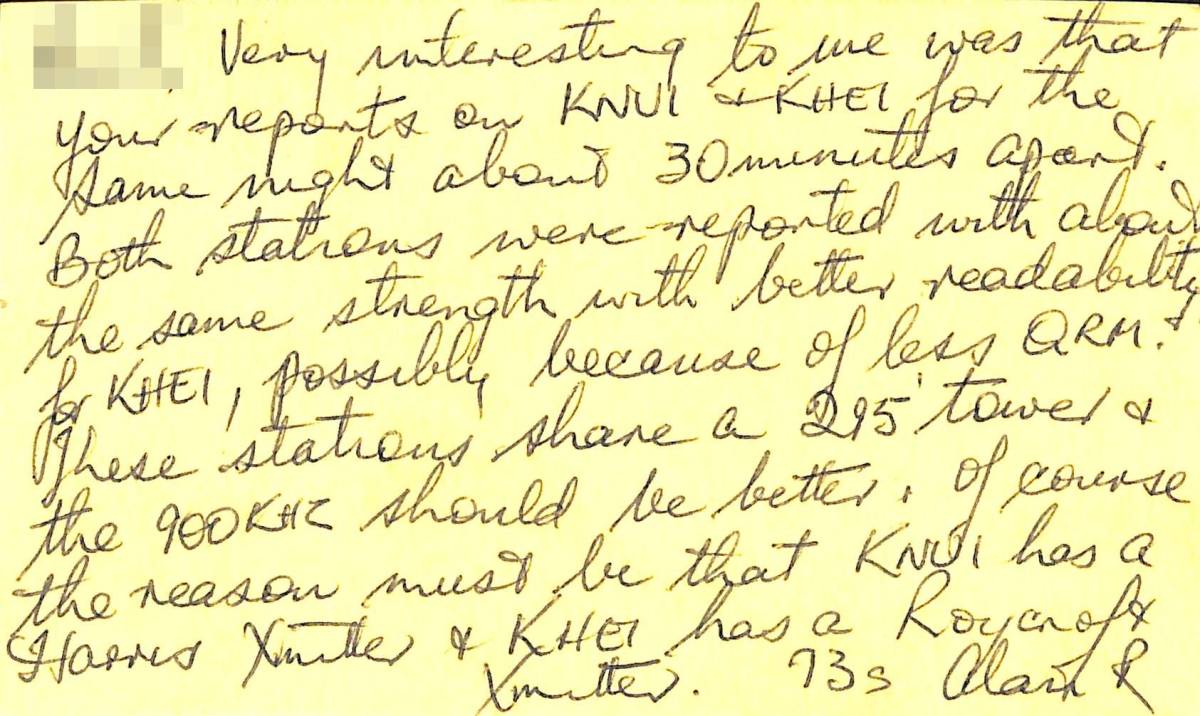 Very interesting to me was that
your reports on KNUI & KHEI for the
same night about 30 minutes apart.
Both stations were reported with about
the same strength with better readability
for KHEI, possibly because of less QRM.
These stations share a 295' tower &
the 900 KHZ should be better. Of course
the reason must be that KNUI has a
Harris Xmitter & KHEI has a Roycroft
Xmitter. 73s Alan R